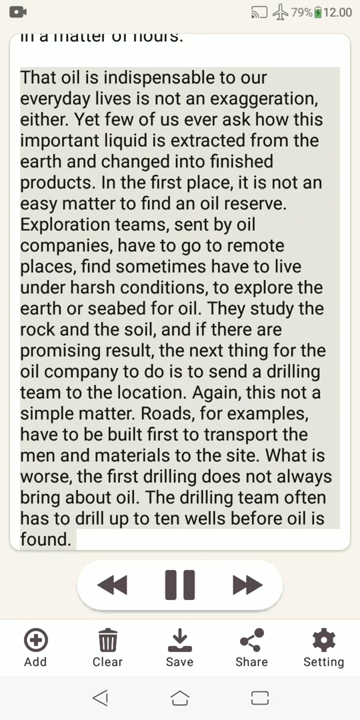 79% 12.00
in a matter of hours.
That oil is indispensable to our
everyday lives is not an exaggeration,
either. Yet few of us ever ask how this
important liquid is extracted from the
earth and changed into finished
products. In the first place, it is not an
easy matter to find an oil reserve.
Exploration teams, sent by oil
companies, have to go to remote
places, find sometimes have to live
under harsh conditions, to explore the
earth or seabed for oil. They study the
rock and the soil, and if there are
promising result, the next thing for the
oil company to do is to send a drilling
team to the location. Again, this not a
simple matter. Roads, for examples,
have to be built first to transport the
men and materials to the site. What is
worse, the first drilling does not always
bring about oil. The drilling team often
has to drill up to ten wells before oil is
found.
Add Clear Save Share Setting